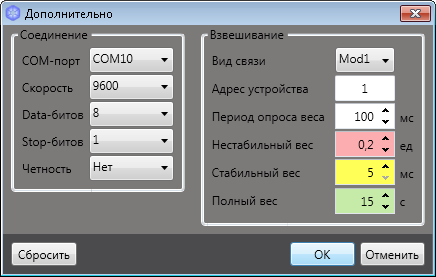 Дополнительно
Соединение
COM-порт COM10
Скорость 9600
Data-битов 8
Stop-битов 1
Четность Нет
Взвешивание
Вид связи Mod1
Адрес устройства 1
Период опроса веса 100 мс
Нестабильный вес 0,2 ед
Стабильный вес 5 мс
Полный вес 15 с
Сбросить OK Отменить